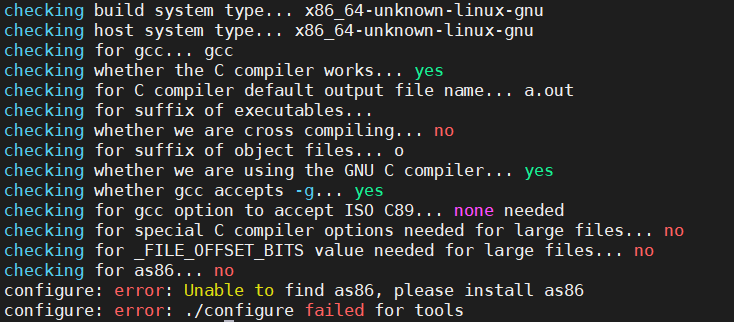 checking build system type... x86_64-unknown-linux-gnu
checking host system type... x86_64-unknown-linux-gnu
checking for gcc... gcc
checking whether the C compiler works... yes
checking for C compiler default output file name... a.out
checking for suffix of executables...
checking whether we are cross compiling... no
checking for suffix of object files... o
checking whether we are using the GNU C compiler... yes
checking whether gcc accepts -g... yes
checking for gcc option to accept ISO C89... none needed
checking for special C compiler options needed for large files... no
checking for _FILE_OFFSET_BITS value needed for large files... no
checking for as86... no
configure: error: Unable to find as86, please install as86
configure: error: ./configure failed for tools